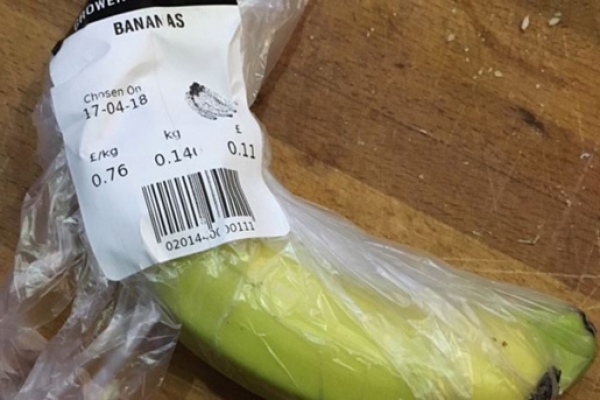 BANANAS
Chosen On
17-04-18
£/kg kg £
0.76 0.11